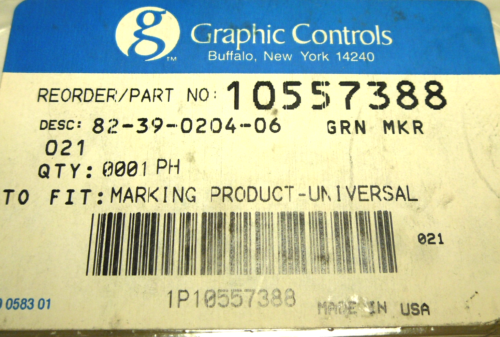 g
™
Graphic Controls
Buffalo, New York 14240
REORDER/PART NO: 10557388
DESC: 82-39-0204-06 GRN MKR
021
QTY: 0001 PH
TO FIT: MARKING PRODUCT-UNIVERSAL
021
1P10557388 MADE IN USA
0583 01